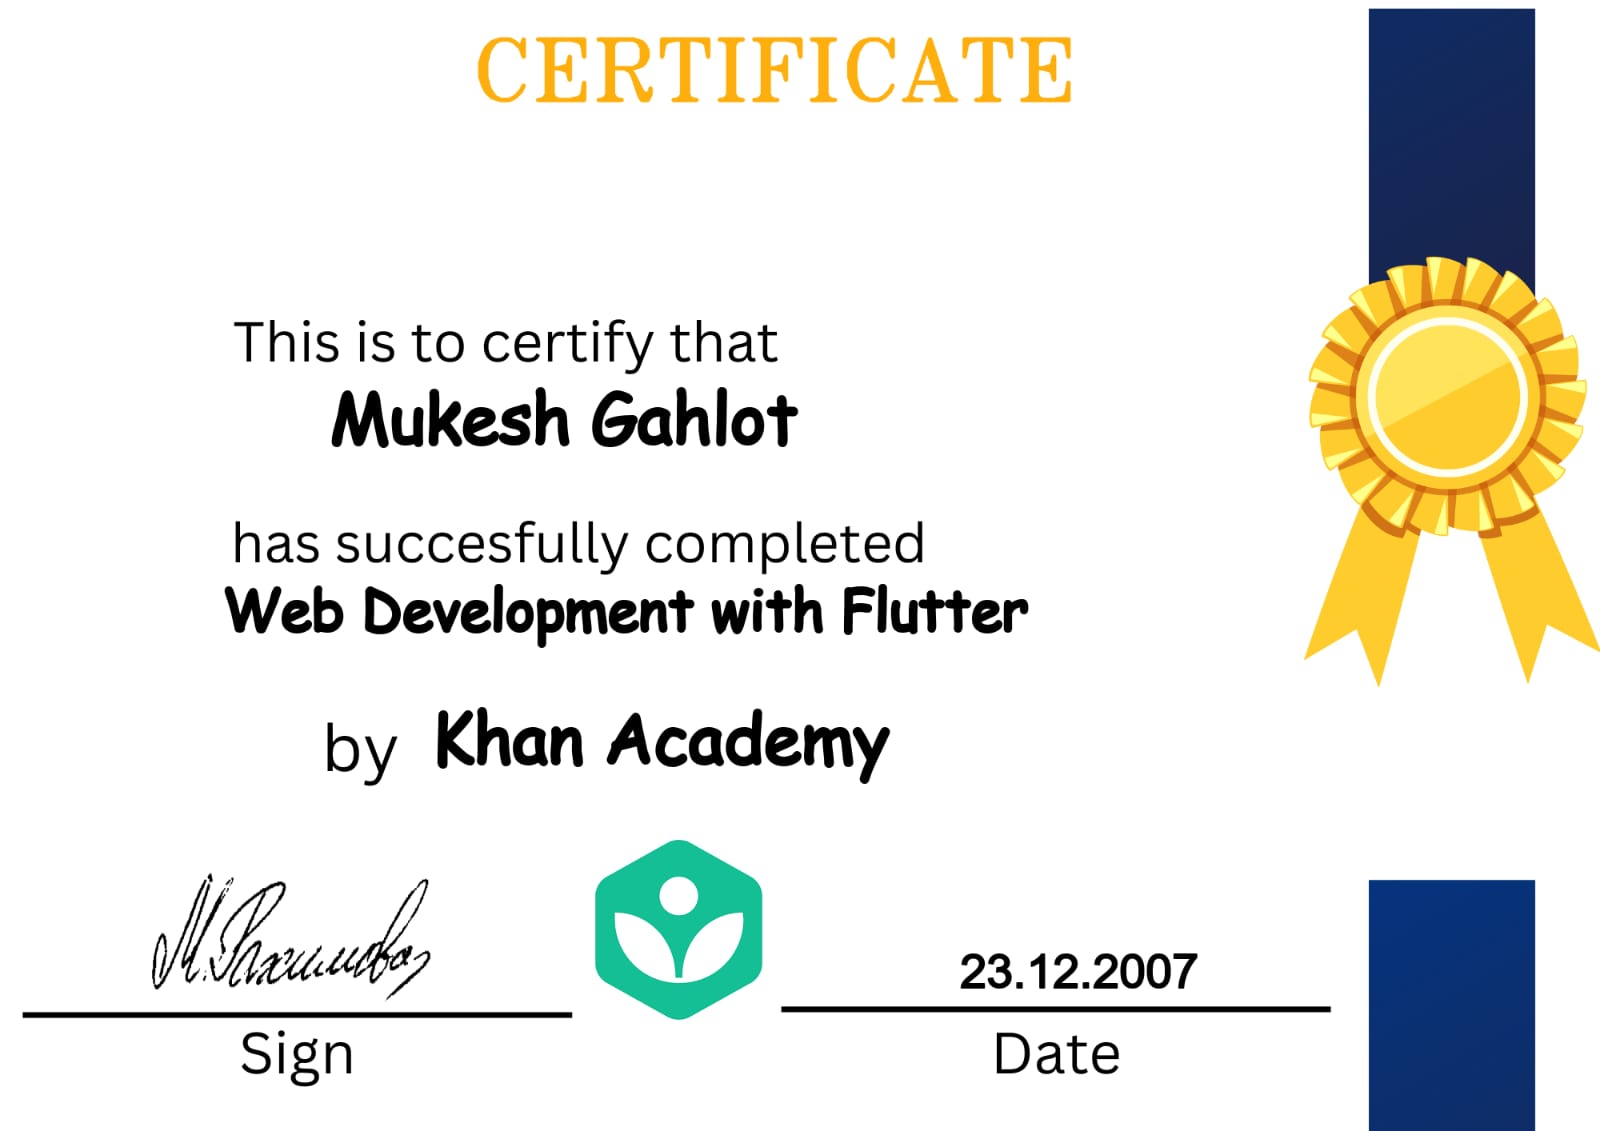 CERTIFICATE
This is to certify that
Mukesh Gahlot
has succesfully completed
Web Development with Flutter
by Khan Academy
23.12.2007
Sign
Date